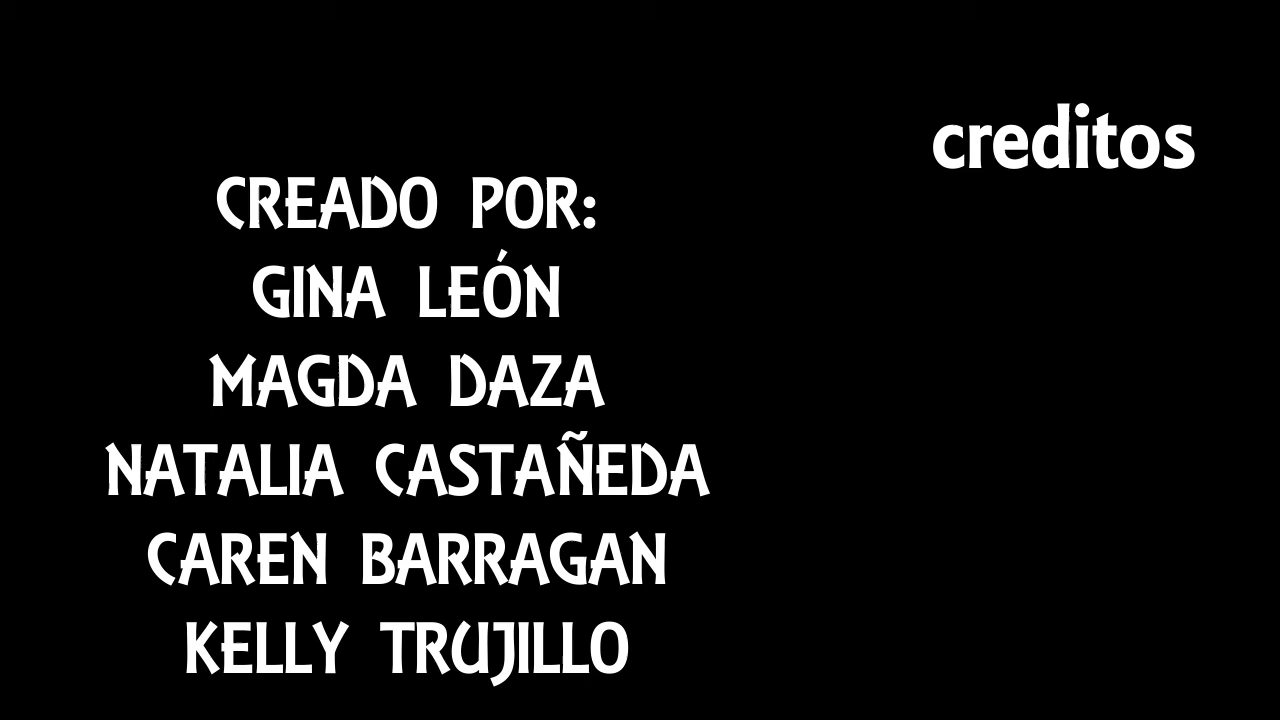 creditos
CREADO POR:
GINA LEÓN
MAGDA DAZA
NATALIA CASTAÑEDA
CAREN BARRAGAN
KELLY TRUJILLO